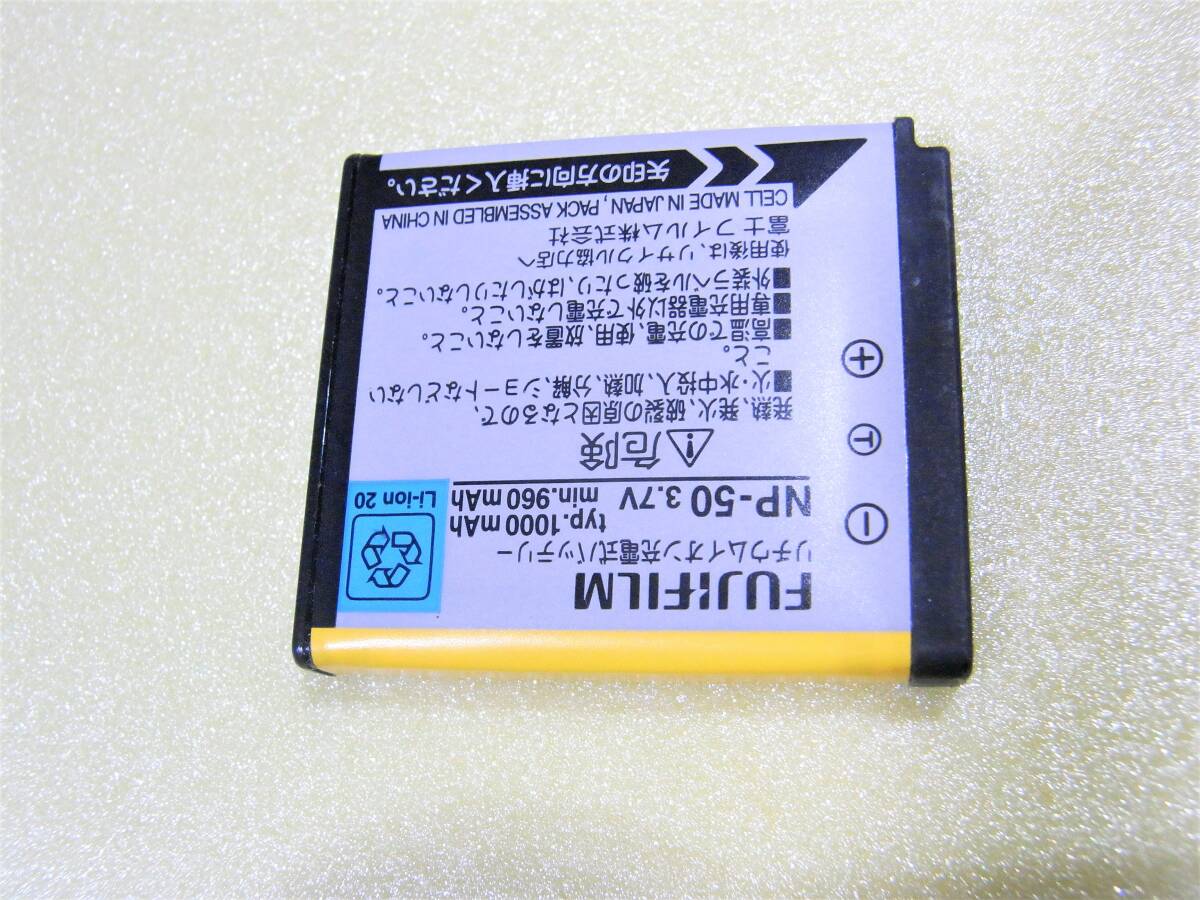 FUJIFILM
リチウムイオン充電式バッテリー
NP-50 3.7V typ.1000 mAh
min.960 mAh
Li-ion 20
危険
発熱、発火、破裂の原因となるので、
■火・水中投入、加熱、分解、ショートなどしない
こと。
■高温での充電、使用、放置をしないこと。
■専用充電器以外で充電しないこと。
■外装ラベルを破ったり、はがしたりしないこと。
使用後は、リサイクル協力店へ
富士フイルム株式会社
CELL MADE IN JAPAN, PACK ASSEMBLED IN CHINA
矢印の方向に挿入ください。
− T +